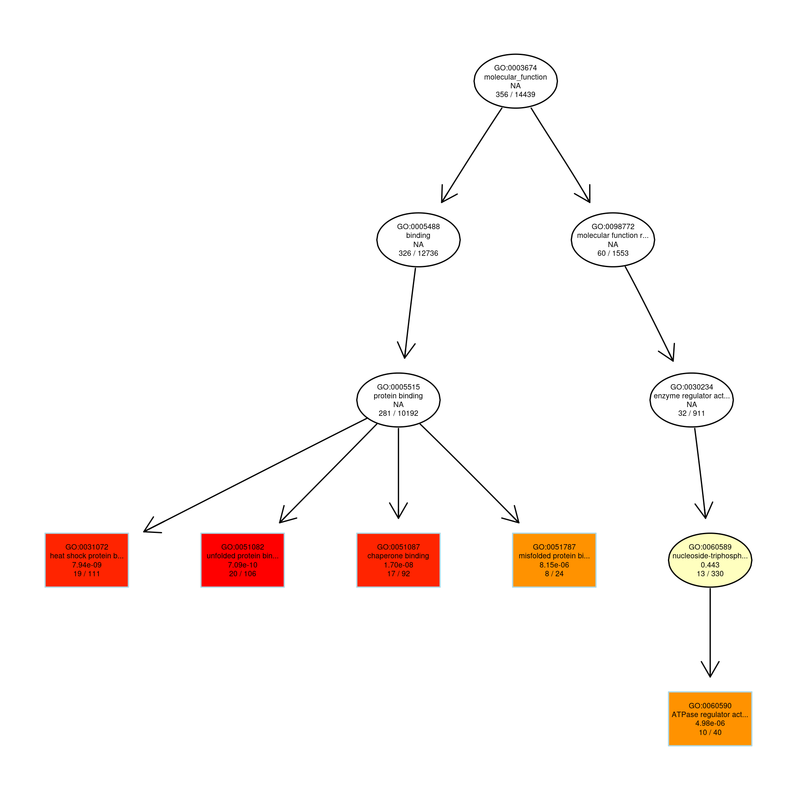 GO:0003674
molecular_function
NA
356 / 14439
GO:0005488
binding
NA
326 / 12736
GO:0098772
molecular function r...
NA
60 / 1553
GO:0005515
protein binding
NA
281 / 10192
GO:0030234
enzyme regulator act...
NA
32 / 911
GO:0031072
heat shock protein b...
7.94e-09
19 / 111
GO:0051082
unfolded protein bin...
7.09e-10
20 / 166
GO:0051087
chaperone binding
1.70e-08
17 / 92
GO:0051787
misfolded protein bi...
8.15e-06
8 / 24
GO:0060589
nucleoside-triphosph...
0.443
13 / 330
GO:0060590
ATPase regulator act...
4.98e-06
10 / 40